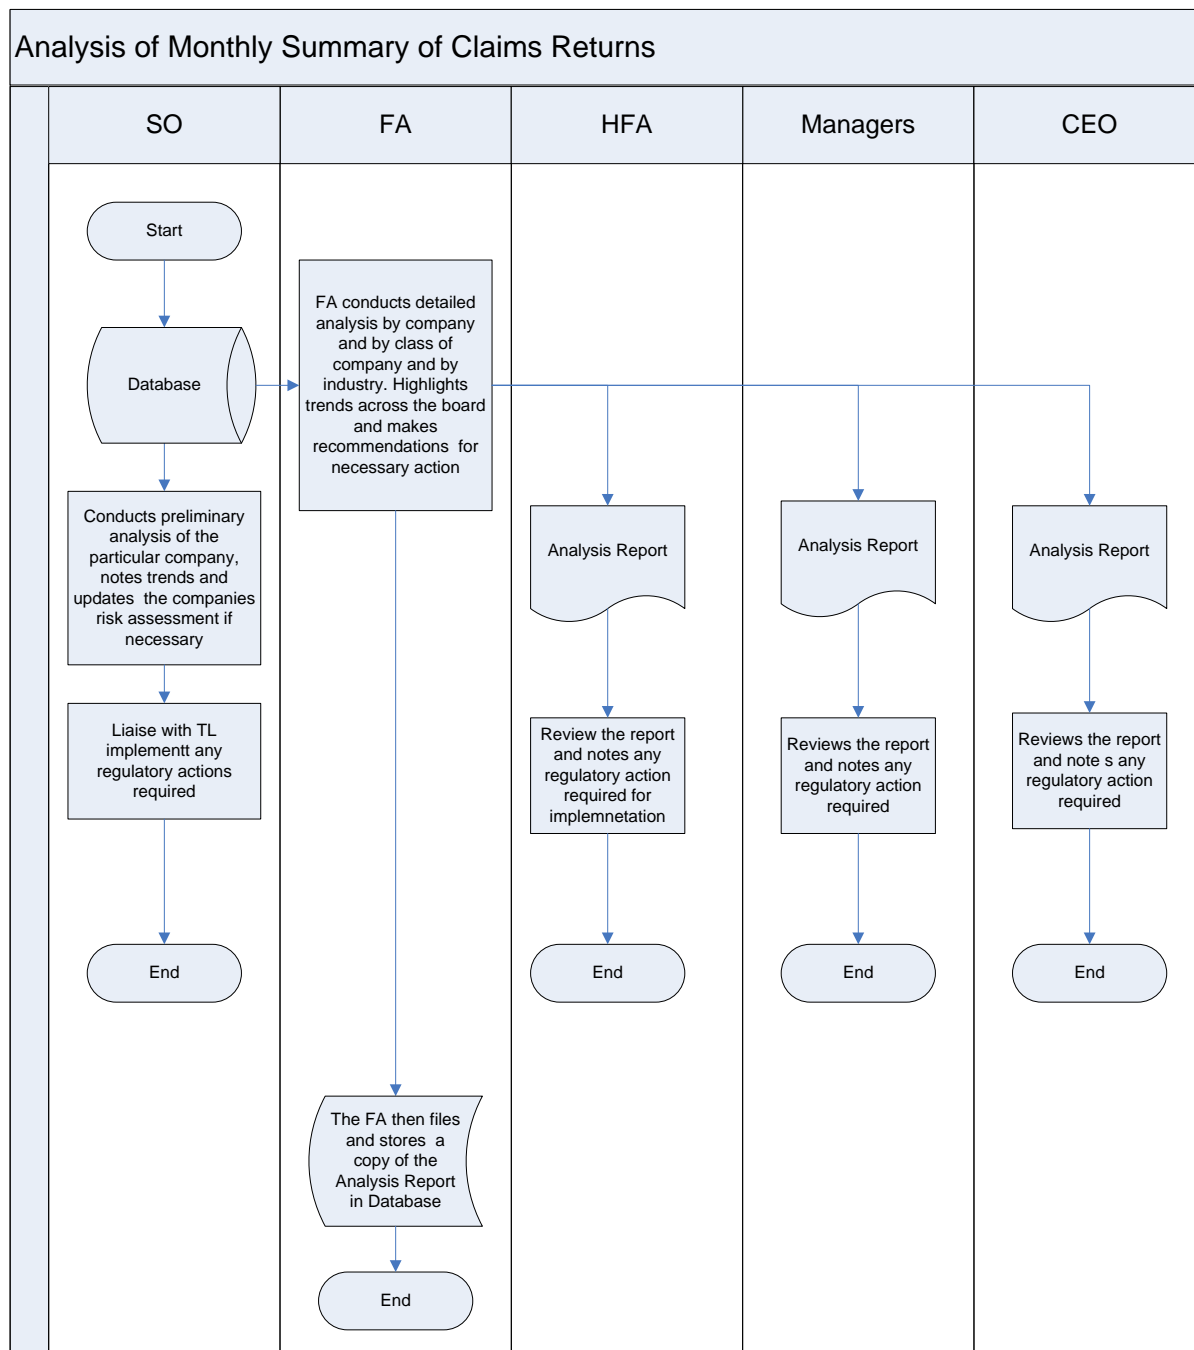 Analysis of Monthly Summary of Claims Returns
SO
FA
HFA
Managers
CEO
Start
Database
Conducts preliminary
analysis of the
particular company,
notes trends and
updates the companies
risk assessment if
necessary
Liaise with TL
implementt any
regulatory actions
required
End
FA conducts detailed
analysis by company
and by class of
company and by
industry. Highlights
trends across the board
and makes
recommendations for
necessary action
The FA then files
and stores a
copy of the
Analysis Report
in Database
End
Analysis Report
Review the report
and notes any
regulatory action
required for
implemnetation
End
Analysis Report
Reviews the report
and notes any
regulatory action
required
End
Analysis Report
Reviews the report
and note s any
regulatory action
required
End